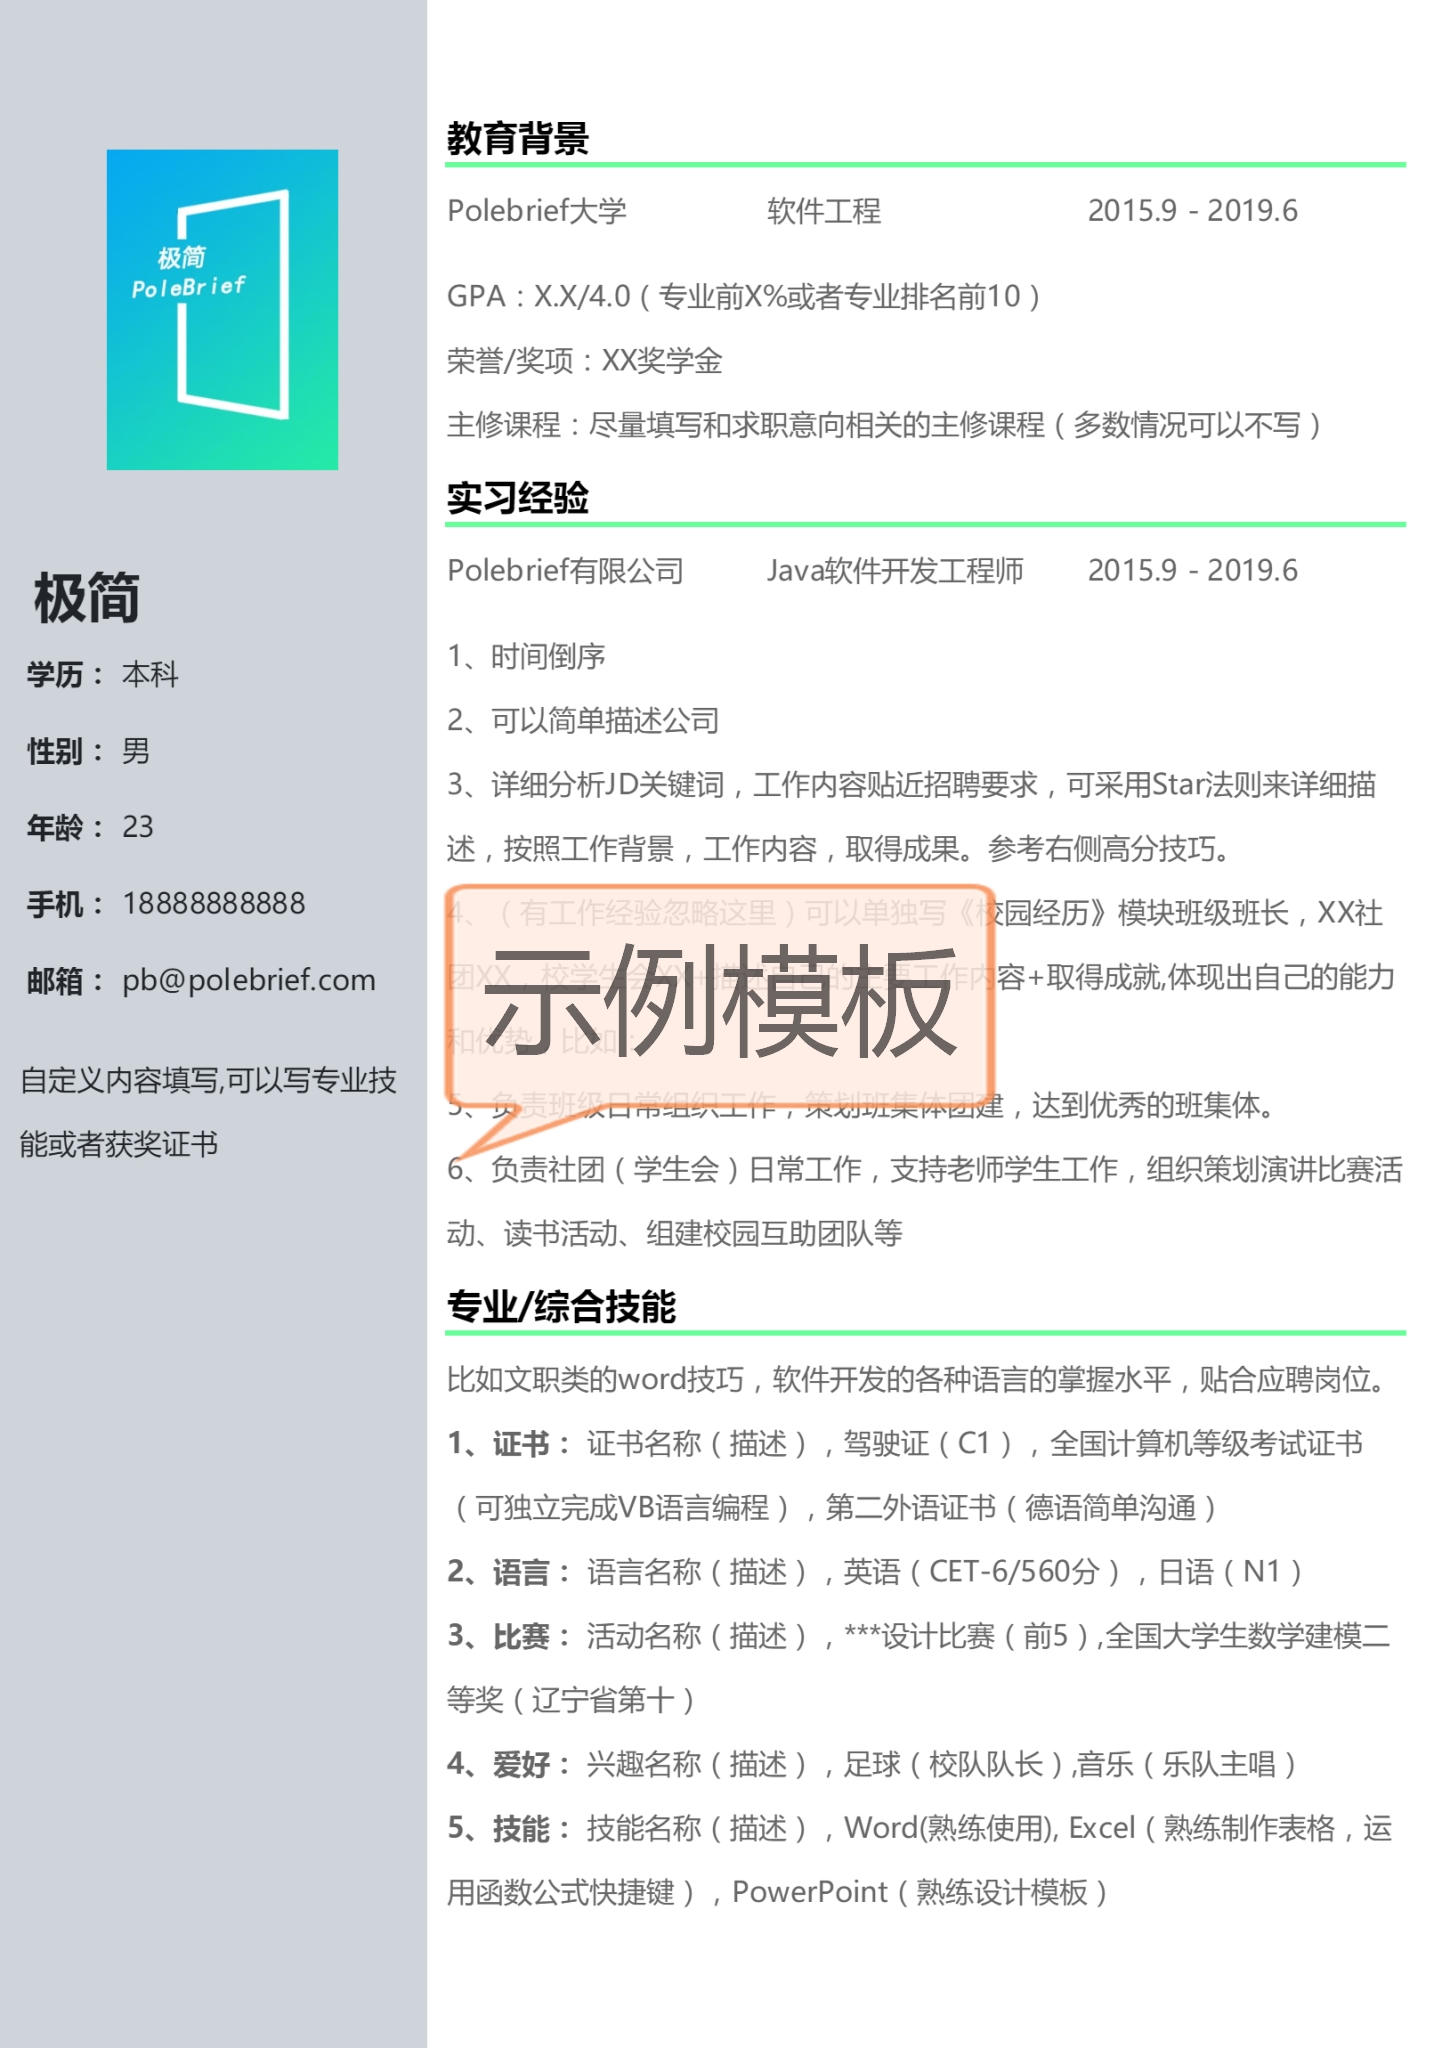 极简
PoleBrief
极简
学历： 本科
性别： 男
年龄： 23
手机： 18888888888
邮箱： pb@polebrief.com
自定义内容填写,可以写专业技
能或者获奖证书
教育背景
Polebrief大学 软件工程 2015.9 - 2019.6
GPA：X.X/4.0（专业前X%或者专业排名前10）
荣誉/奖项：XX奖学金
主修课程：尽量填写和求职意向相关的主修课程（多数情况可以不写）
实习经验
Polebrief有限公司 Java软件开发工程师 2015.9 - 2019.6
1、时间倒序
2、可以简单描述公司
3、详细分析JD关键词，工作内容贴近招聘要求，可采用Star法则来详细描
述，按照工作背景，工作内容，取得成果。参考右侧高分技巧。
4、（有工作经验忽略这里）可以单独写《校园经历》模块班级班长，XX社
团XX，校学生会XX+描述自己的主要工作内容+取得成就,体现出自己的能力
和优势，比如：
示例模板
5、负责班级日常组织工作，策划班集体团建，达到优秀的班集体。
6、负责社团（学生会）日常工作，支持老师学生工作，组织策划演讲比赛活
动、读书活动、组建校园互助团队等
专业/综合技能
比如文职类的word技巧，软件开发的各种语言的掌握水平，贴合应聘岗位。
1、证书： 证书名称（描述），驾驶证（C1），全国计算机等级考试证书
（可独立完成VB语言编程），第二外语证书（德语简单沟通）
2、语言： 语言名称（描述），英语（CET-6/560分），日语（N1）
3、比赛： 活动名称（描述），***设计比赛（前5）,全国大学生数学建模二
等奖（辽宁省第十）
4、爱好： 兴趣名称（描述），足球（校队队长）,音乐（乐队主唱）
5、技能： 技能名称（描述），Word(熟练使用), Excel（熟练制作表格，运
用函数公式快捷键），PowerPoint（熟练设计模板）